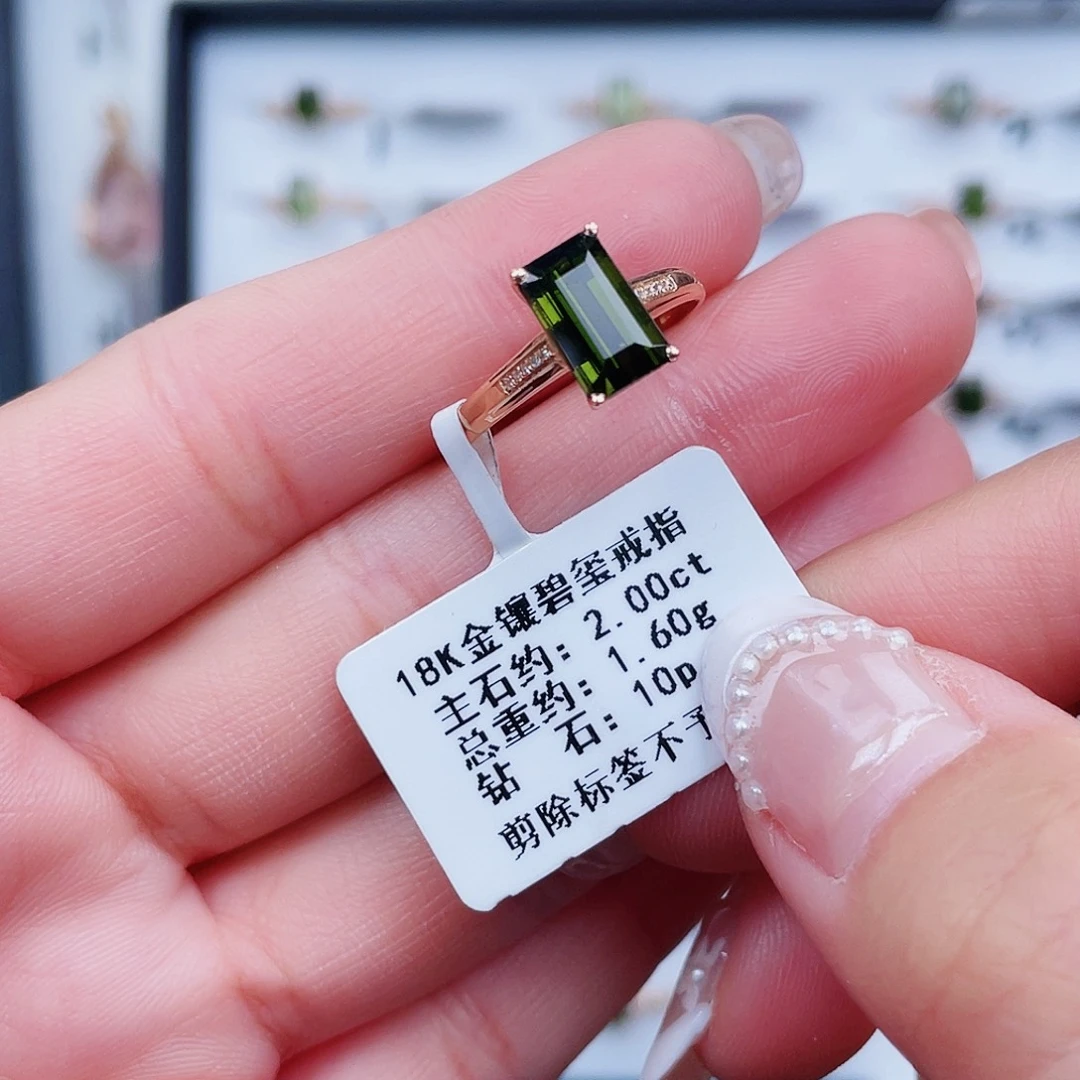 18K金镶碧玺戒指
主石约: 2.00ct
总重约: 1.60g
钻 石: 10p
剪除标签不予